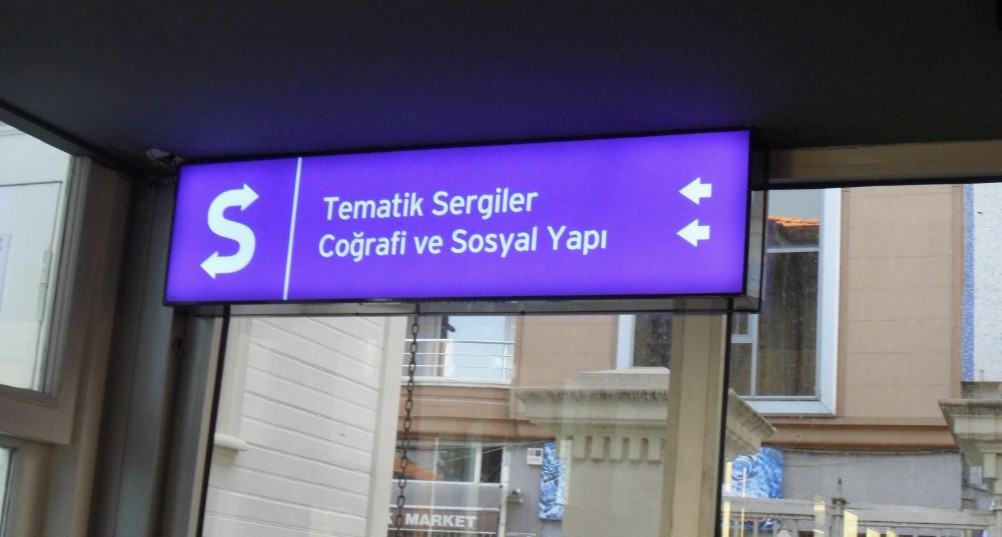 S
Tematik Sergiler
Coğrafi ve Sosyal Yapı
MARKET